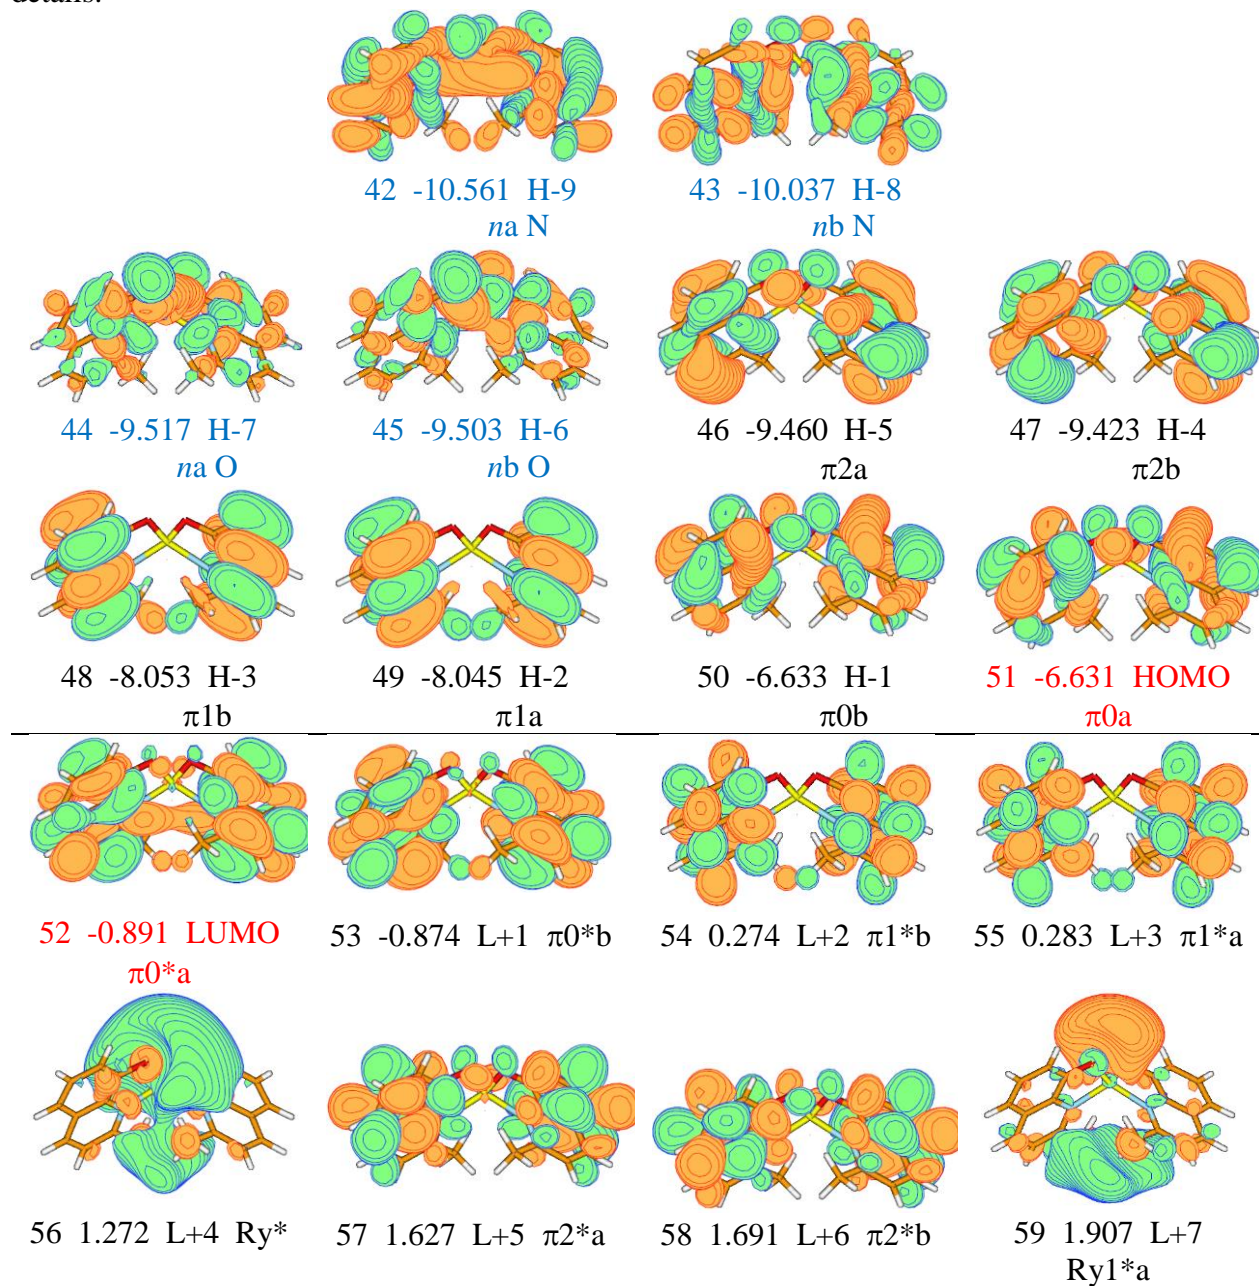 details.
42 -10.561 H-9
na N
43 -10.037 H-8
nb N
44 -9.517 H-7
na O
45 -9.503 H-6
nb O
46 -9.460 H-5
π2a
47 -9.423 H-4
π2b
48 -8.053 H-3
π1b
49 -8.045 H-2
π1a
50 -6.633 H-1
π0b
51 -6.631 HOMO
π0a
52 -0.891 LUMO
π0*a
53 -0.874 L+1 π0*b
54 0.274 L+2 π1*b
55 0.283 L+3 π1*a
56 1.272 L+4 Ry*
57 1.627 L+5 π2*a
58 1.691 L+6 π2*b
59 1.907 L+7
Ry1*a